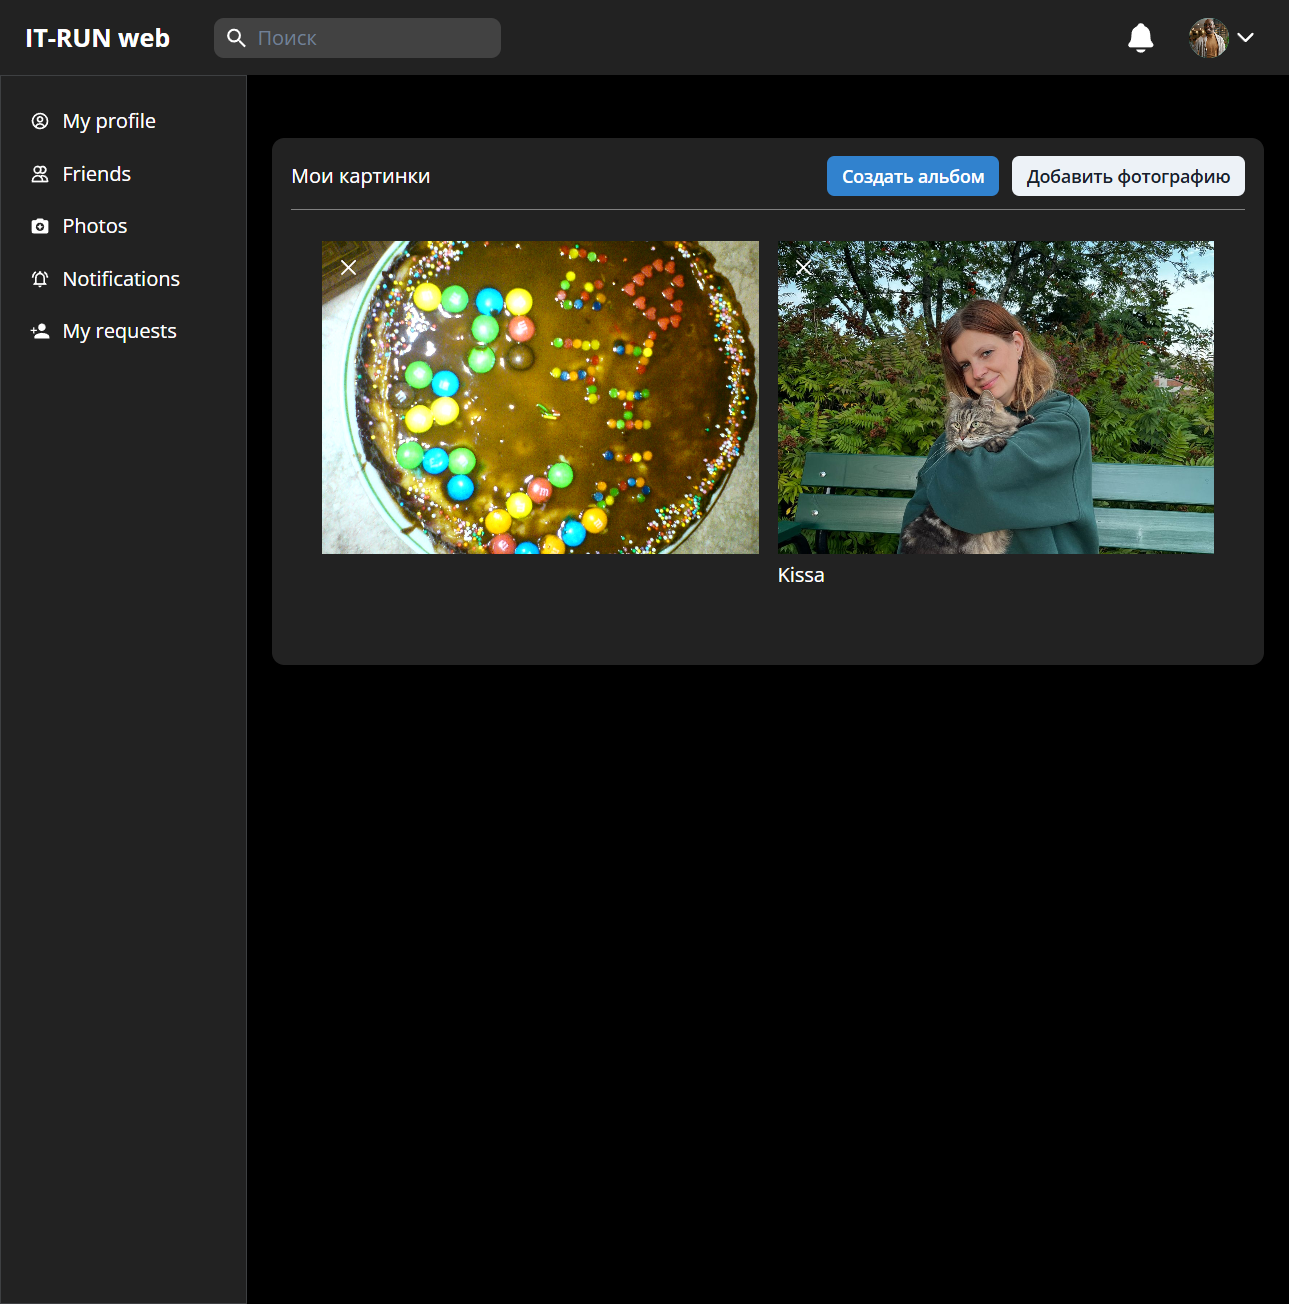 IT-RUN web
Поиск
My profile
Friends
Photos
Notifications
My requests
Мои картинки
Создать альбом
Добавить фотографию
Kissa